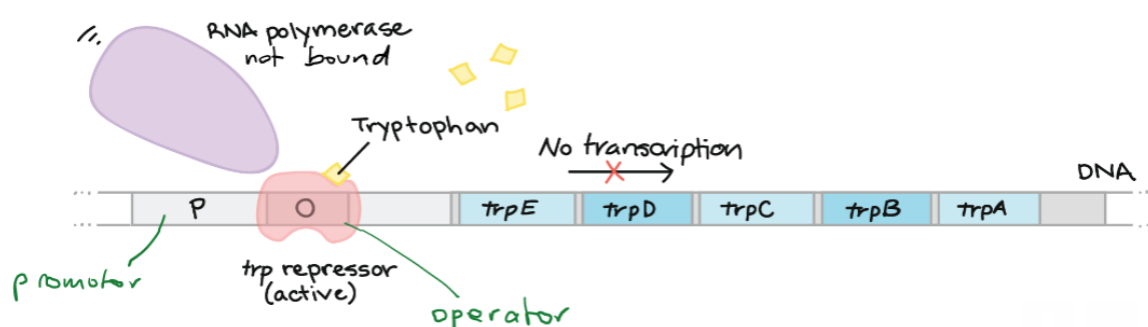 RNA polymerase
not bound
Tryptophan
No transcription
DNA
P
O
trpE
trpD
trpC
trpB
trpA
promotor
trp repressor
(active)
operator